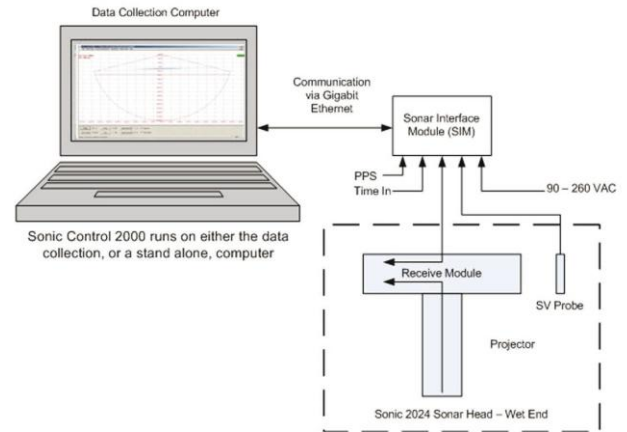 Data Collection Computer
Communication
via Gigabit
Ethernet
Sonar Interface
Module (SIM)
PPS
Time In
90 – 260 VAC
Sonic Control 2000 runs on either the data
collection, or a stand alone, computer
Receive Module
SV Probe
Projector
Sonic 2024 Sonar Head – Wet End